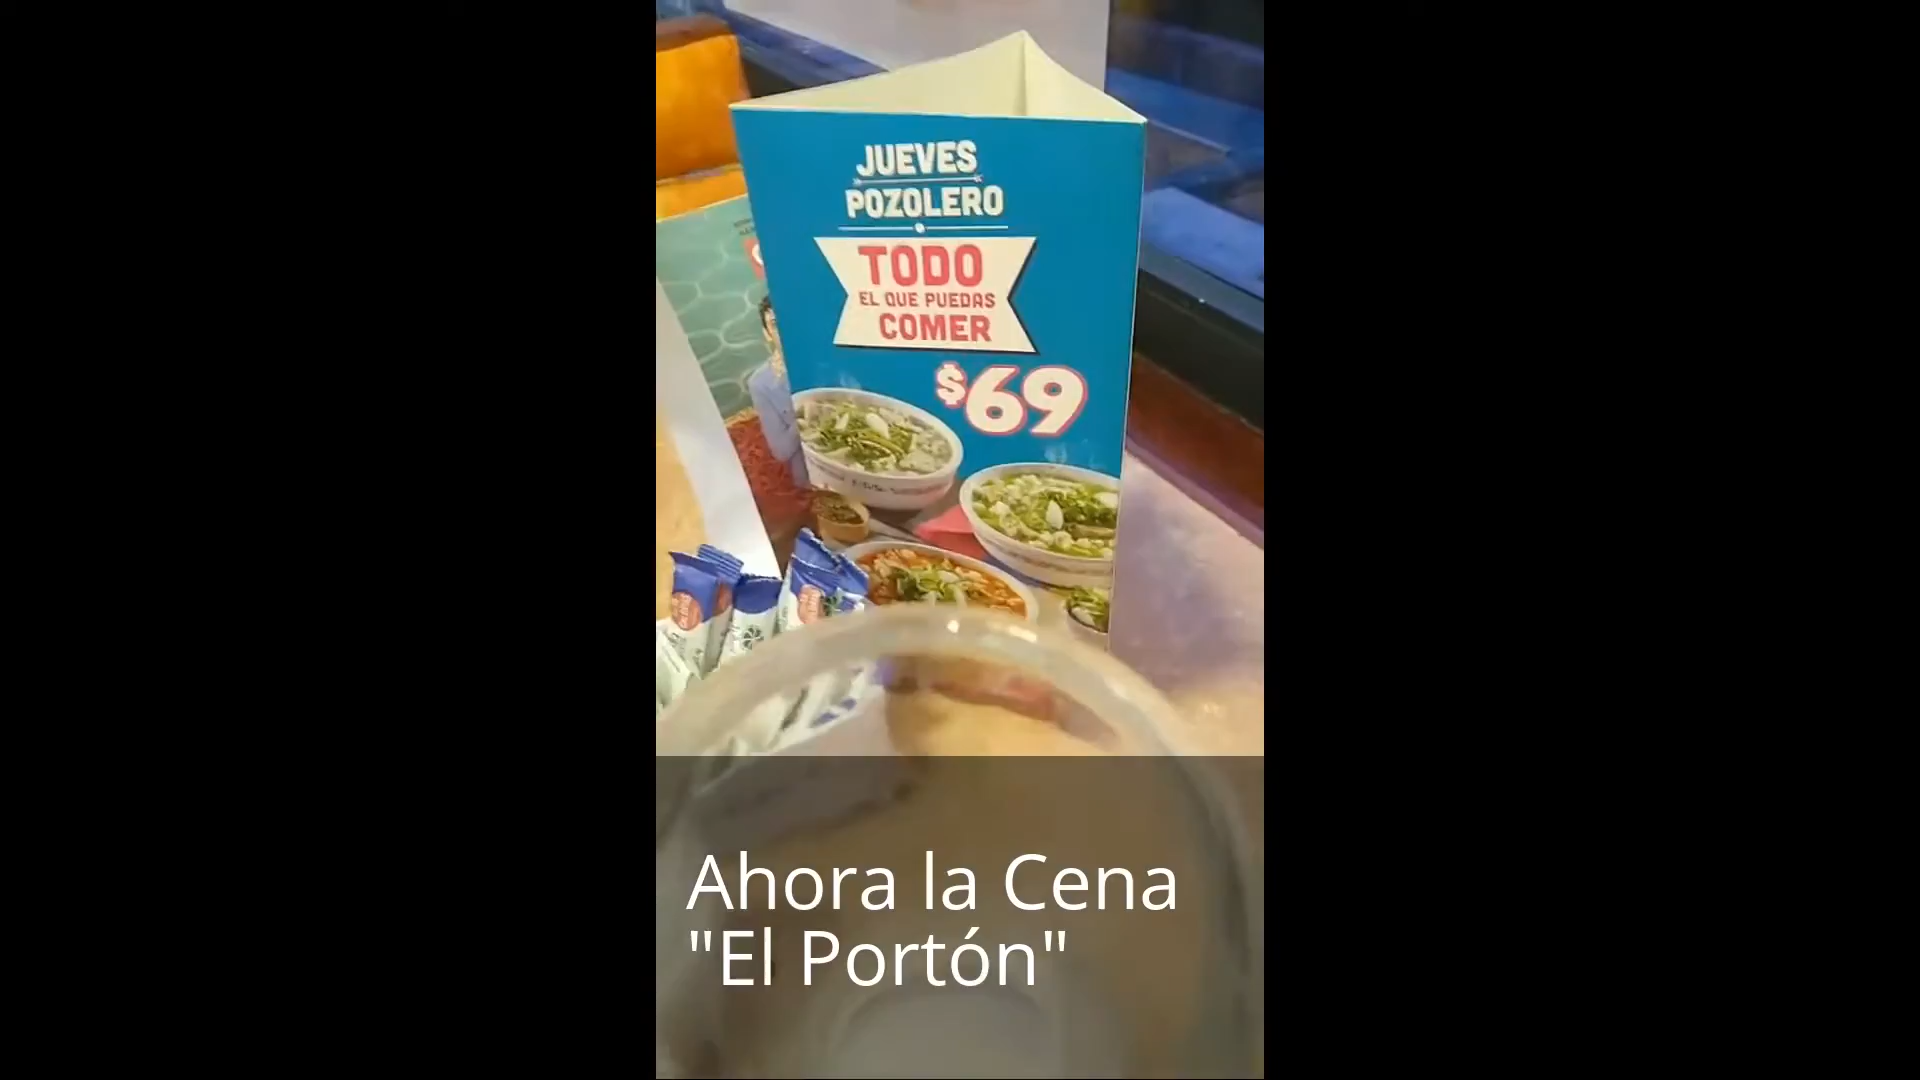 JUEVES
POZOLERO
TODO
EL QUE PUEDAS
COMER
$69
Ahora la Cena
"El Portón"